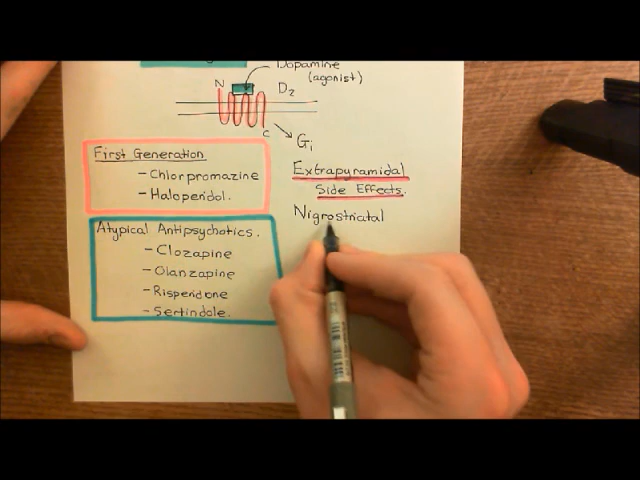 Dopamine
(agonist)
N
D2
C
Gi
First Generation
- Chlorpromazine
- Haloperidol.
Extrapyramidal
Side Effects.
Nigrostriatal
Atypical Antipsychotics.
- Clozapine
- Olanzapine
- Risperidone
- Sertindole.